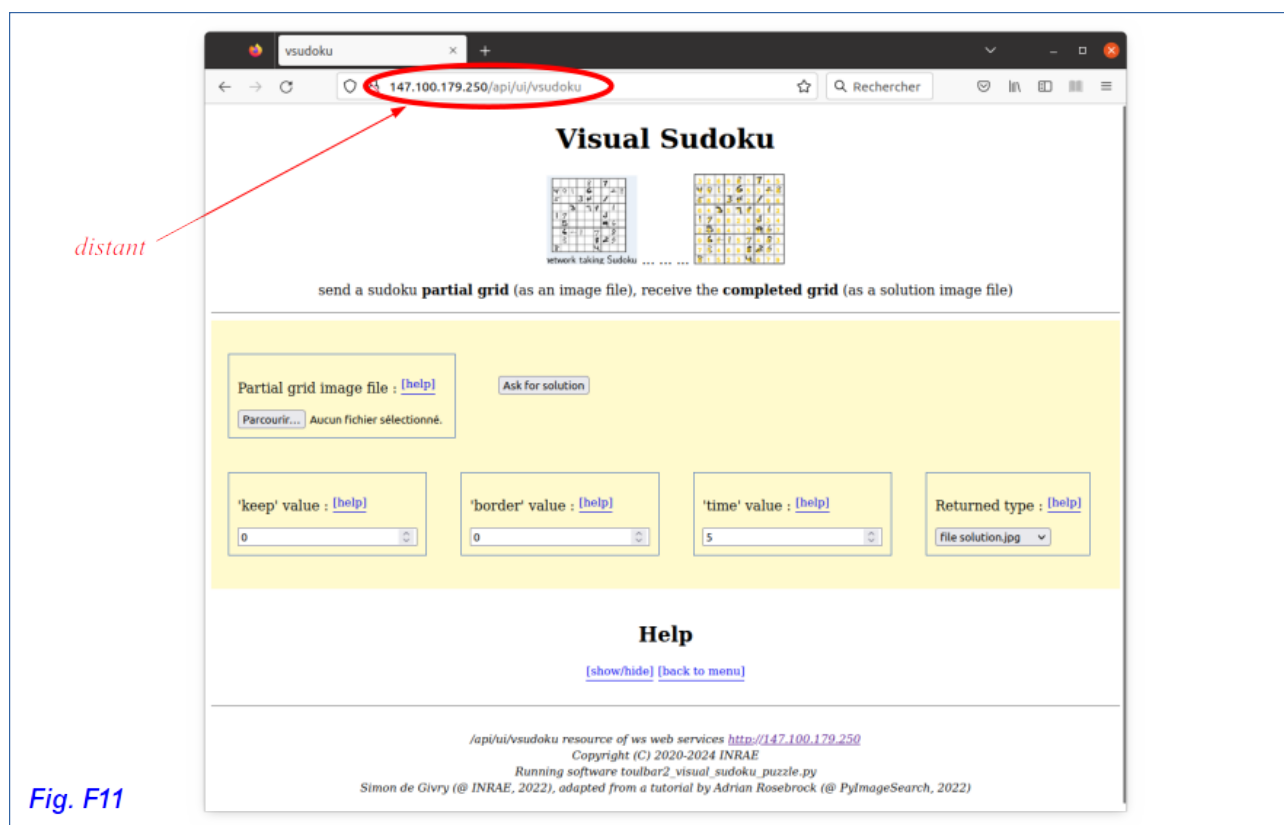 vsudoku
147.100.179.250/api/ui/vsudoku
Rechercher
Visual Sudoku
distant
network taking Sudoku ... ... ...
send a sudoku partial grid (as an image file), receive the completed grid (as a solution image file)
Partial grid image file : [help]
Ask for solution
Parcourir... Aucun fichier sélectionné.
'keep' value : [help] 'border' value : [help] 'time' value : [help] Returned type : [help]
0 0 5 file solution.jpg
Help
[show/hide] [back to menu]
/api/ui/vsudoku resource of ws web services http://147.100.179.250
Copyright (C) 2020-2024 INRAE
Running software toulbar2_visual_sudoku_puzzle.py
Simon de Givry (@ INRAE, 2022), adapted from a tutorial by Adrian Rosebrock (@ PyImageSearch, 2022)
Fig. F11